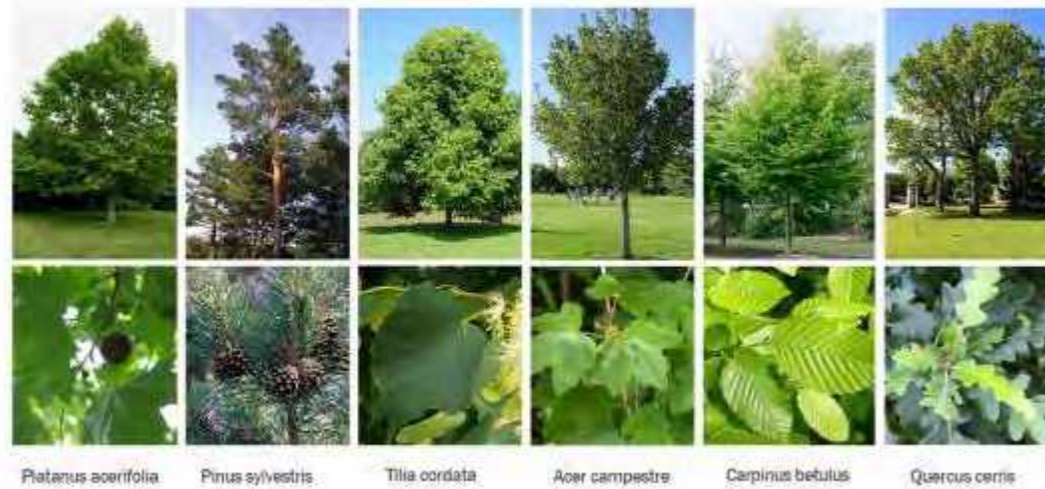 Platanus acerifolia
Pinus sylvestris
Tilia cordata
Acer campestre
Carpinus betulus
Quercus cerris